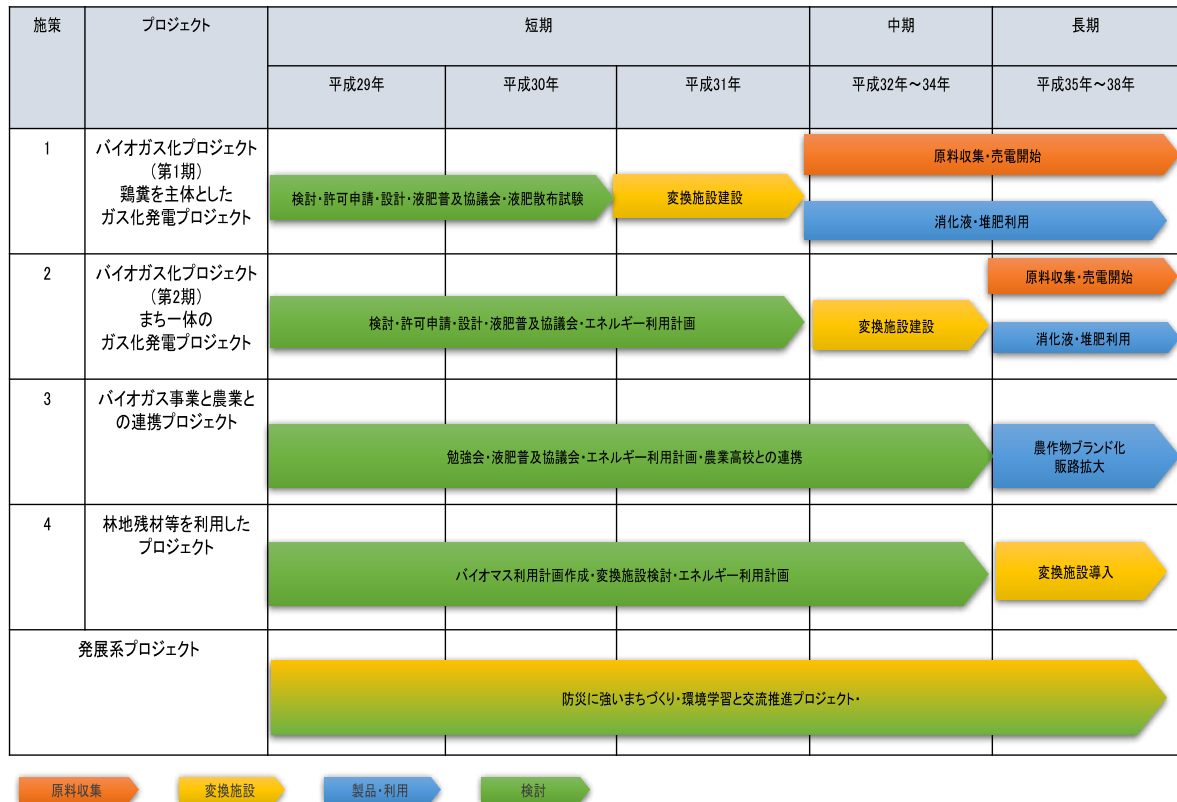 施策
プロジェクト
短期
中期
長期
平成29年
平成30年
平成31年
平成32年～34年
平成35年～38年
1
バイオガス化プロジェクト
(第1期)
鶏糞を主体とした
ガス化発電プロジェクト
検討・許可申請・設計・液肥普及協議会・液肥散布試験
変換施設建設
原料収集・売電開始
消化液・堆肥利用
2
バイオガス化プロジェクト
(第2期)
まち一体の
ガス化発電プロジェクト
検討・許可申請・設計・液肥普及協議会・エネルギー利用計画
変換施設建設
原料収集・売電開始
消化液・堆肥利用
3
バイオガス事業と農業と
の連携プロジェクト
勉強会・液肥普及協議会・エネルギー利用計画・農業高校との連携
農作物ブランド化
販路拡大
4
林地残材等を利用した
プロジェクト
バイオマス利用計画作成・変換施設検討・エネルギー利用計画
変換施設導入
発展系プロジェクト
防災に強いまちづくり・環境学習と交流推進プロジェクト・
原料収集
変換施設
製品・利用
検討